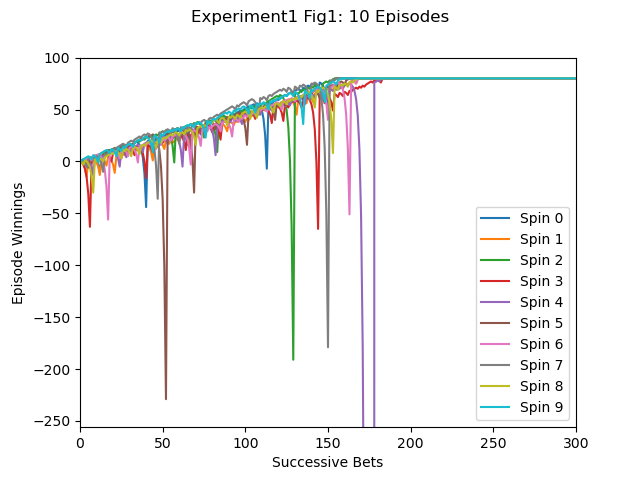 Experiment1 Fig1: 10 Episodes
Episode Winnings
100
50
0
−50
−100
−150
−200
−250
0 50 100 150 200 250 300
Successive Bets
Spin 0
Spin 1
Spin 2
Spin 3
Spin 4
Spin 5
Spin 6
Spin 7
Spin 8
Spin 9